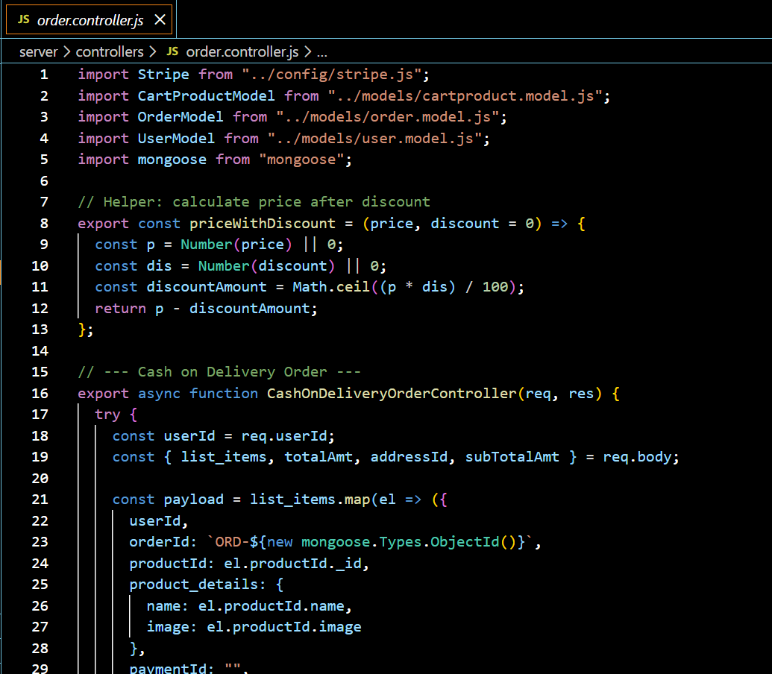 JS order.controller.js ×
server > controllers > JS order.controller.js > ...
1 import Stripe from "../config/stripe.js";
2 import CartProductModel from "../models/cartproduct.model.js";
3 import OrderModel from "../models/order.model.js";
4 import UserModel from "../models/user.model.js";
5 import mongoose from "mongoose";
6
7 // Helper: calculate price after discount
8 export const priceWithDiscount = (price, discount = 0) => {
9 const p = Number(price) || 0;
10 const dis = Number(discount) || 0;
11 const discountAmount = Math.ceil((p * dis) / 100);
12 return p - discountAmount;
13 };
14
15 // --- Cash on Delivery Order ---
16 export async function CashOnDeliveryOrderController(req, res) {
17 try {
18 const userId = req.userId;
19 const { list_items, totalAmt, addressId, subTotalAmt } = req.body;
20
21 const payload = list_items.map(el => ({
22 userId,
23 orderId: `ORD-${new mongoose.Types.ObjectId()}`,
24 productId: el.productId._id,
25 product_details: {
26 name: el.productId.name,
27 image: el.productId.image
28 },
29 paymentId: "",